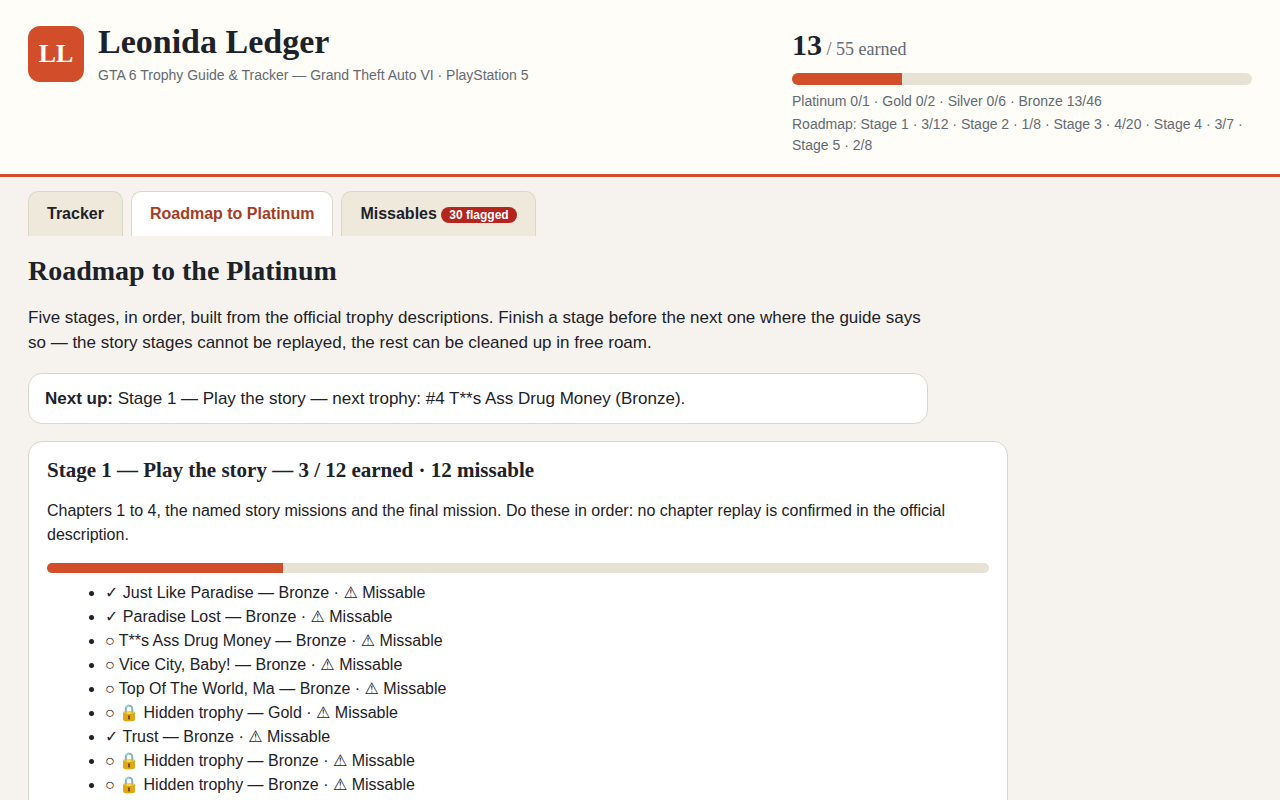 LL
Leonida Ledger
GTA 6 Trophy Guide & Tracker — Grand Theft Auto VI · PlayStation 5
13 / 55 earned
Platinum 0/1 · Gold 0/2 · Silver 0/6 · Bronze 13/46
Roadmap: Stage 1 · 3/12 · Stage 2 · 1/8 · Stage 3 · 4/20 · Stage 4 · 3/7 ·
Stage 5 · 2/8
Tracker
Roadmap to Platinum
Missables 30 flagged
Roadmap to the Platinum
Five stages, in order, built from the official trophy descriptions. Finish a stage before the next one where the guide says
so — the story stages cannot be replayed, the rest can be cleaned up in free roam.
Next up: Stage 1 — Play the story — next trophy: #4 T**s Ass Drug Money (Bronze).
Stage 1 — Play the story — 3 / 12 earned · 12 missable
Chapters 1 to 4, the named story missions and the final mission. Do these in order: no chapter replay is confirmed in the official
description.
• ✓ Just Like Paradise — Bronze · ⚠ Missable
• ✓ Paradise Lost — Bronze · ⚠ Missable
• ○ T**s Ass Drug Money — Bronze · ⚠ Missable
• ○ Vice City, Baby! — Bronze · ⚠ Missable
• ○ Top Of The World, Ma — Bronze · ⚠ Missable
• ○ 🔒 Hidden trophy — Gold · ⚠ Missable
• ✓ Trust — Bronze · ⚠ Missable
• ○ 🔒 Hidden trophy — Bronze · ⚠ Missable
• ○ 🔒 Hidden trophy — Bronze · ⚠ Missable